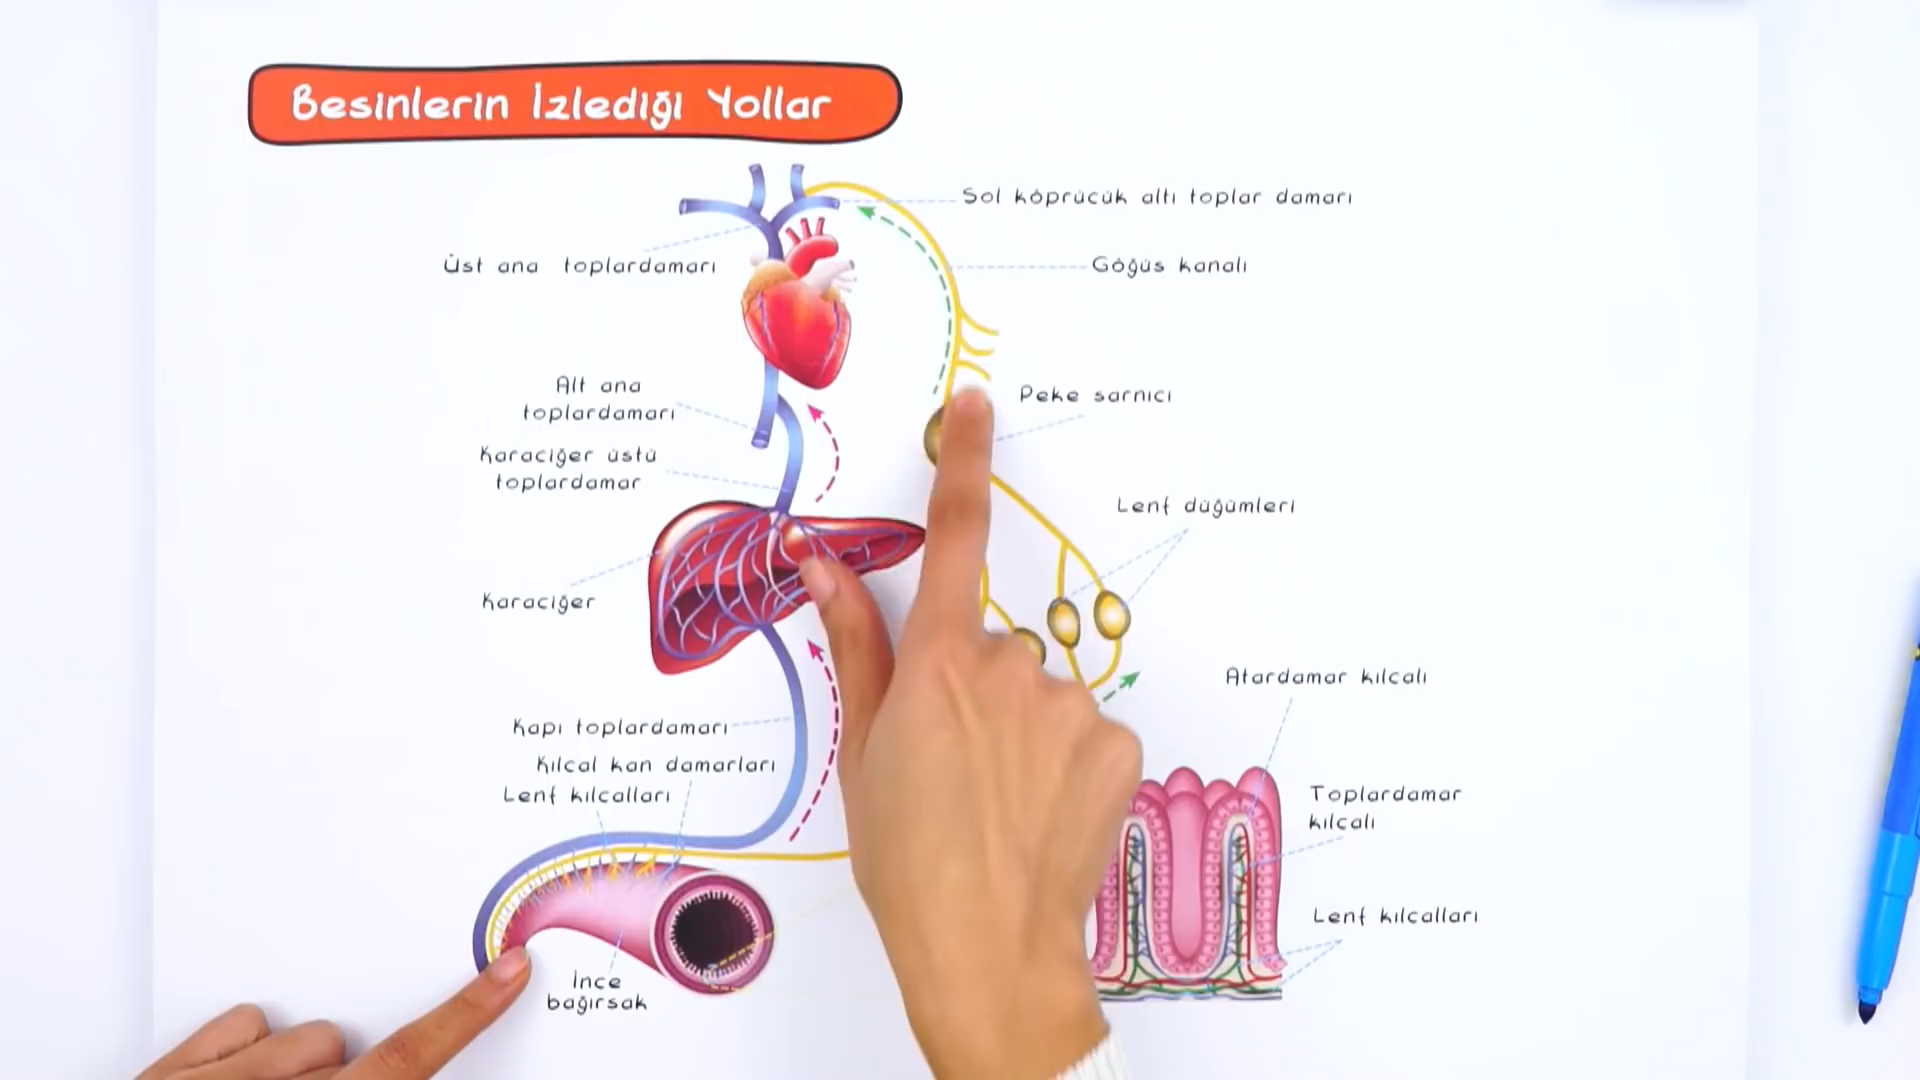 Besinlerin İzlediği Yollar
Sol köprücük altı toplar damarı
Üst ana toplardamarı
Göğüs kanalı
Alt ana
toplardamarı
Peke sarnıcı
Karaciğer üstü
toplardamar
Lenf düğümleri
Karaciğer
Atardamar kılcalı
Kapı toplardamarı
Kılcal kan damarları
Lenf kılcalları
Toplardamar
kılcalı
Lenf kılcalları
İnce
bağırsak